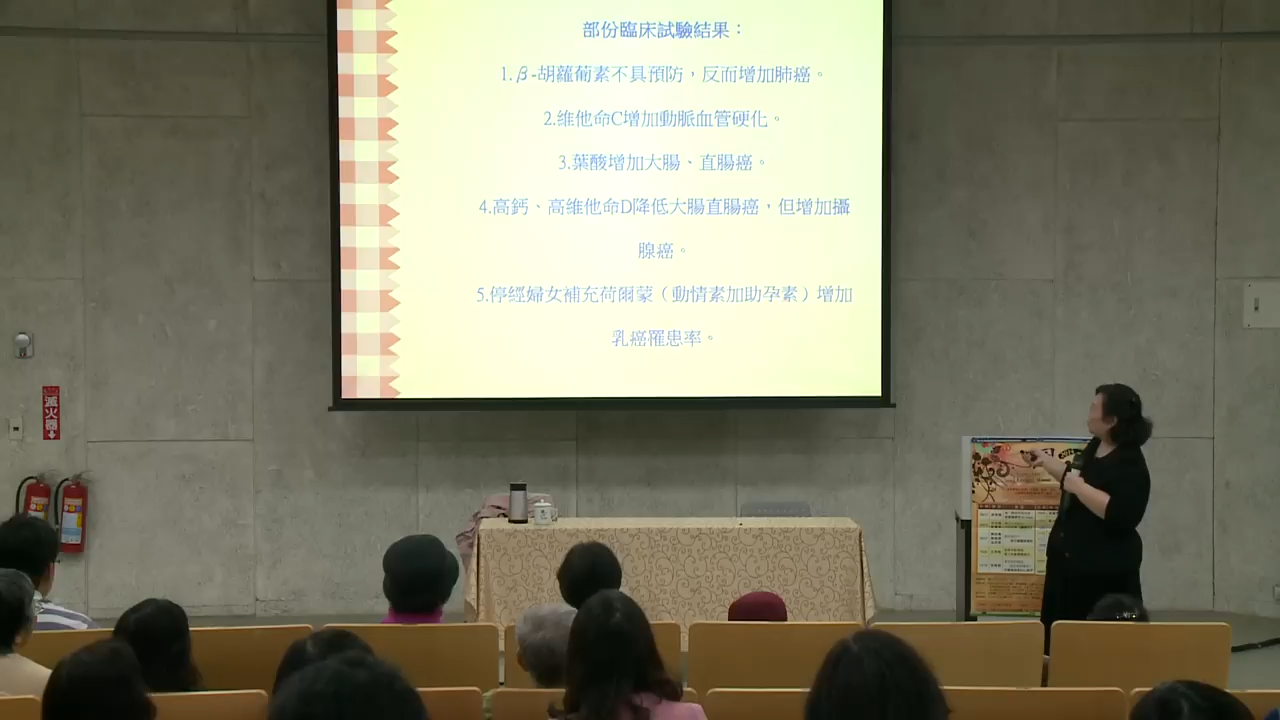 部份臨床試驗結果：
1.β-胡蘿蔔素不具預防，反而增加肺癌。
2.維他命C增加動脈血管硬化。
3.葉酸增加大腸、直腸癌。
4.高鈣、高維他命D降低大腸直腸癌，但增加攝
腺癌。
5.停經婦女補充荷爾蒙（動情素加助孕素）增加
乳癌罹患率。
滅火器